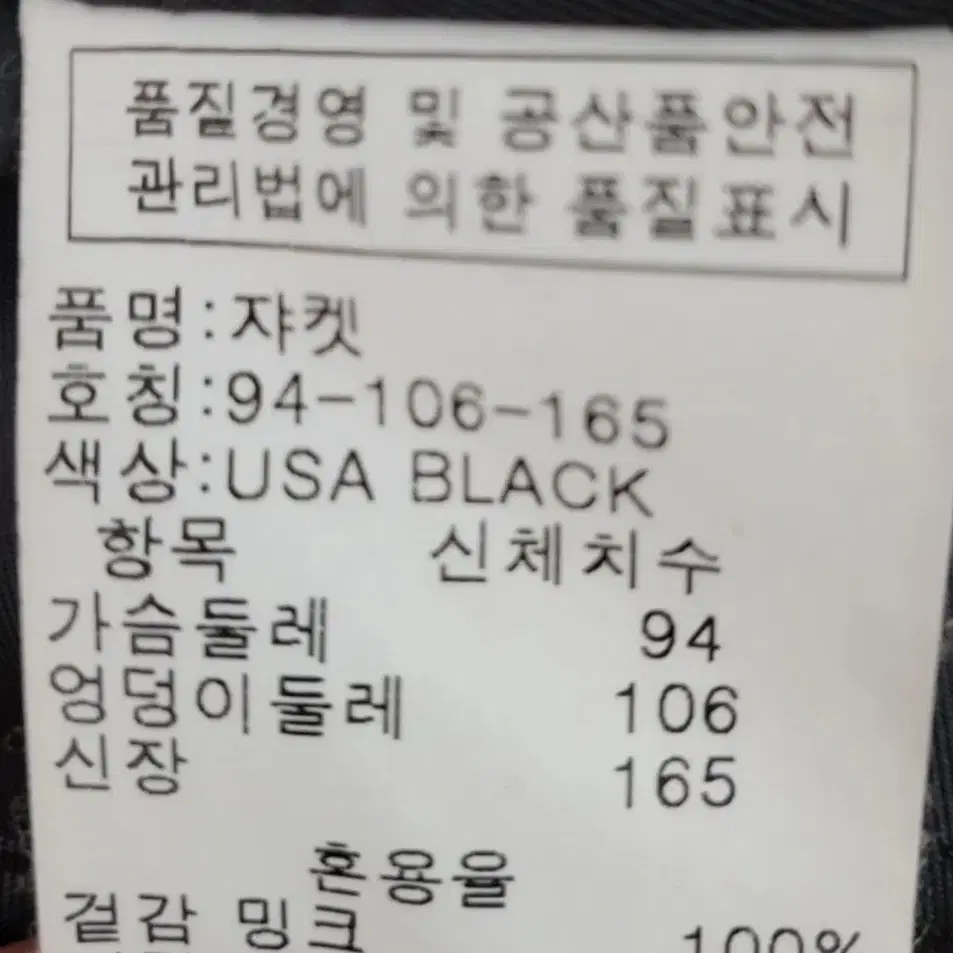 품질경영 및 공산품안전
관리법에 의한 품질표시
품명:쟈켓
호칭:94-106-165
색상:USA BLACK
항목 신체치수
가슴둘레 94
엉덩이둘레 106
신장 165
혼용율
겉감 밍크 100%